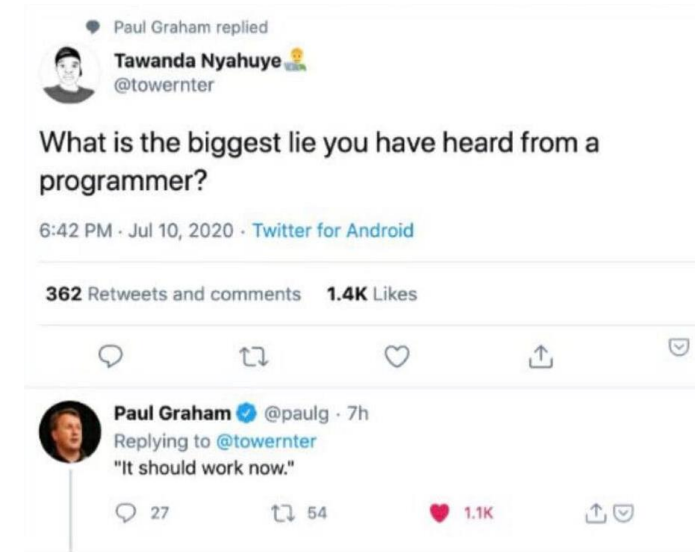 Paul Graham replied
Tawanda Nyahuye
@towernter
What is the biggest lie you have heard from a
programmer?
6:42 PM · Jul 10, 2020 · Twitter for Android
362 Retweets and comments 1.4K Likes
Paul Graham @paulg · 7h
Replying to @towernter
"It should work now."
27 54 1.1K